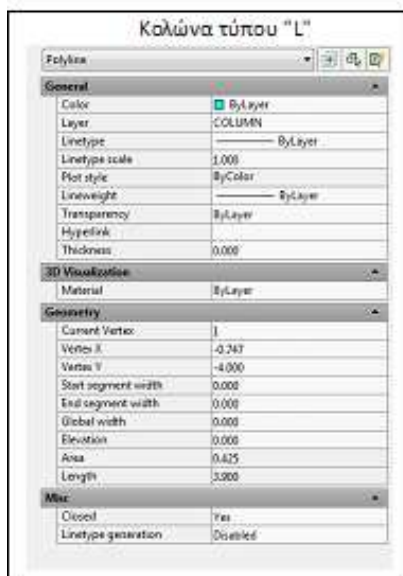 Κολώνα τύπου "L"
Polyline
General
Color ByLayer
Layer COLUMN
Linetype ByLayer
Linetype scale 1.000
Plot style ByColor
Lineweight ByLayer
Transparency ByLayer
Hyperlink
Thickness 0.000
3D Visualization
Material ByLayer
Geometry
Current Vertex 1
Vertex X -0.747
Vertex Y -4.000
Start segment width 0.000
End segment width 0.000
Global width 0.000
Elevation 0.000
Area 0.425
Length 3.900
Misc
Closed Yes
Linetype generation Disabled